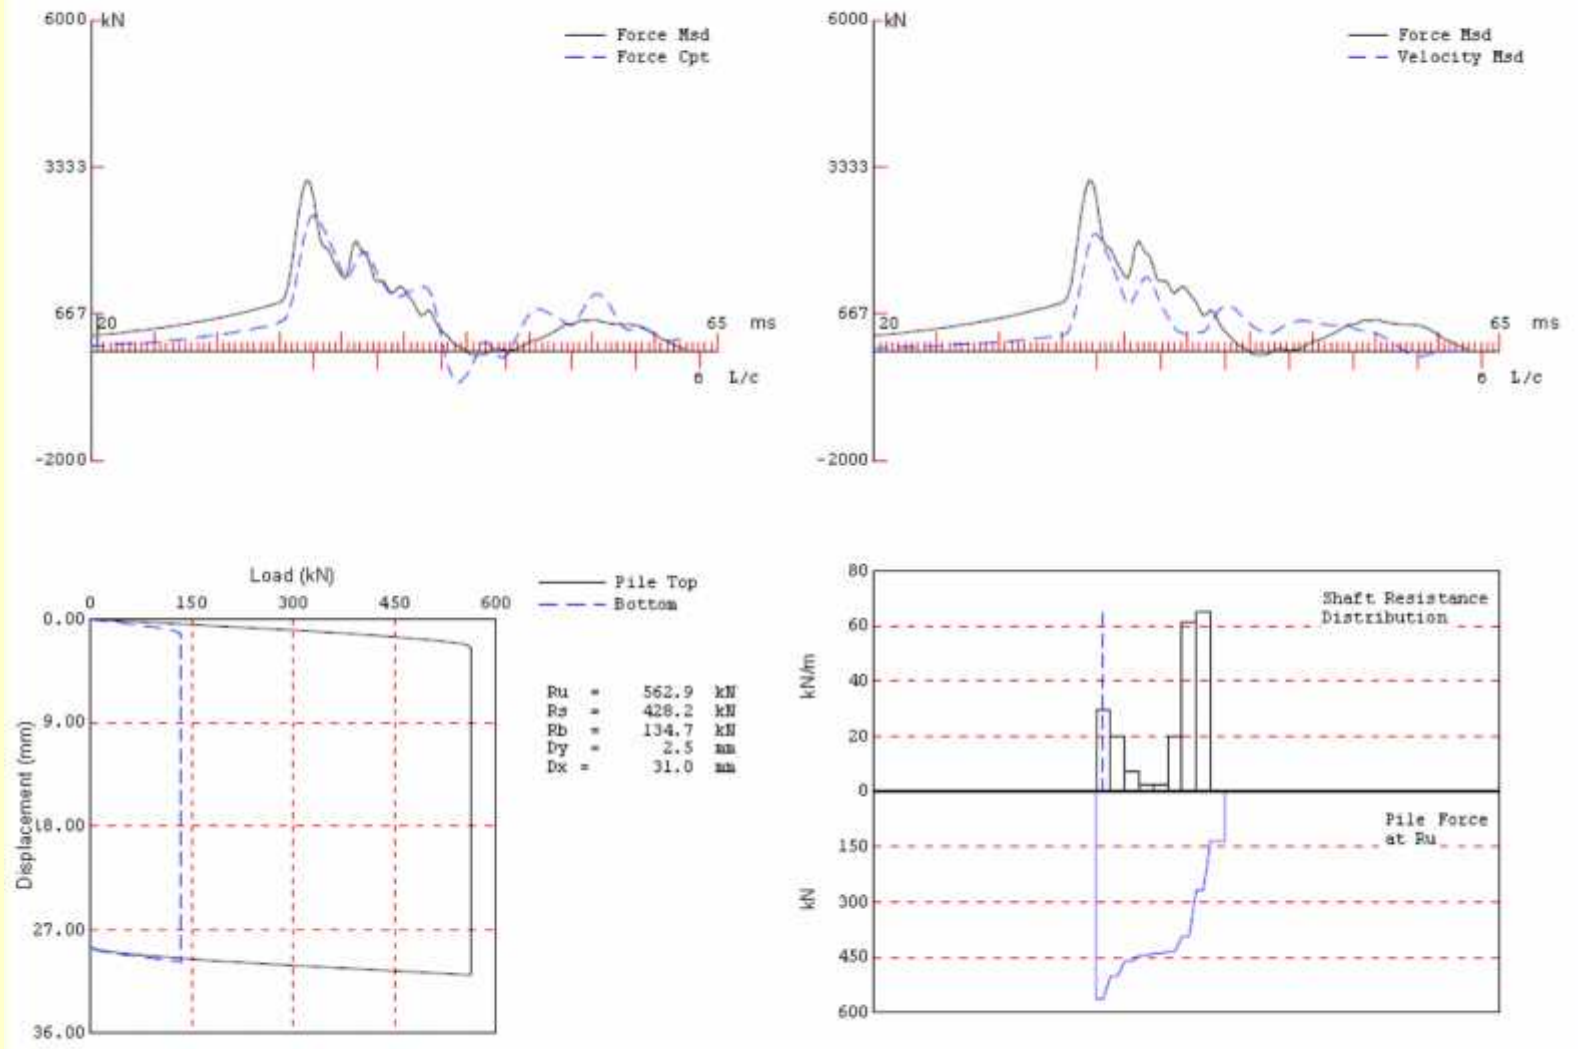 6000 kN
Force Msd
Force Cpt
3333
667
20
65 ms
6 L/c
-2000
6000 kN
Force Msd
Velocity Msd
3333
667
20
65 ms
6 L/c
-2000
Load (kN)
0 150 300 450 600
Pile Top
Bottom
0.00
9.00
18.00
27.00
36.00
Displacement (mm)
Ru = 562.9 kN
Rs = 428.2 kN
Rb = 134.7 kN
Dy = 2.5 mm
Dx = 31.0 mm
80
60
40
20
0
kN/m
Shaft Resistance
Distribution
Pile Force
at Ru
150
300
450
600
kN